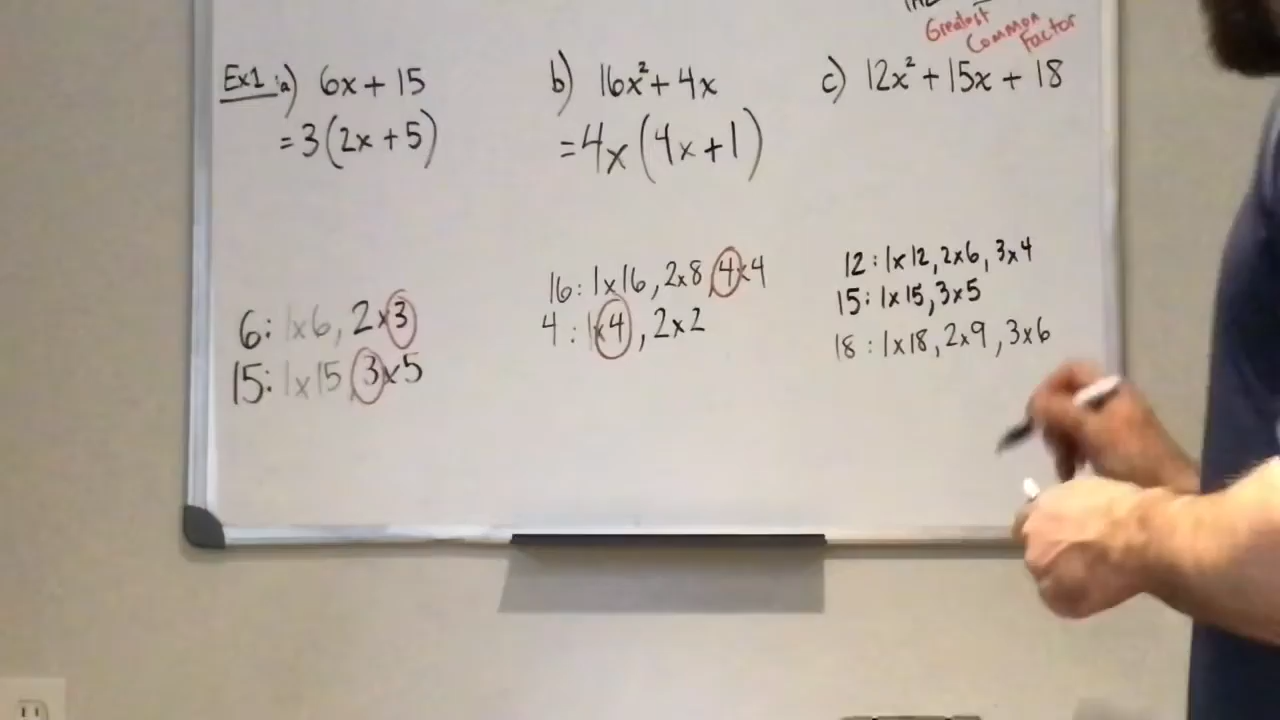 Greatest
Common
Factor
Ex1: a) 6x + 15
= 3(2x + 5)
b) 16x² + 4x
= 4x(4x + 1)
c) 12x² + 15x + 18
6: 1x6, 2x3
15: 1x15, 3x5
16: 1x16, 2x8, 4x4
4: 1x4, 2x2
12: 1x12, 2x6, 3x4
15: 1x15, 3x5
18: 1x18, 2x9, 3x6